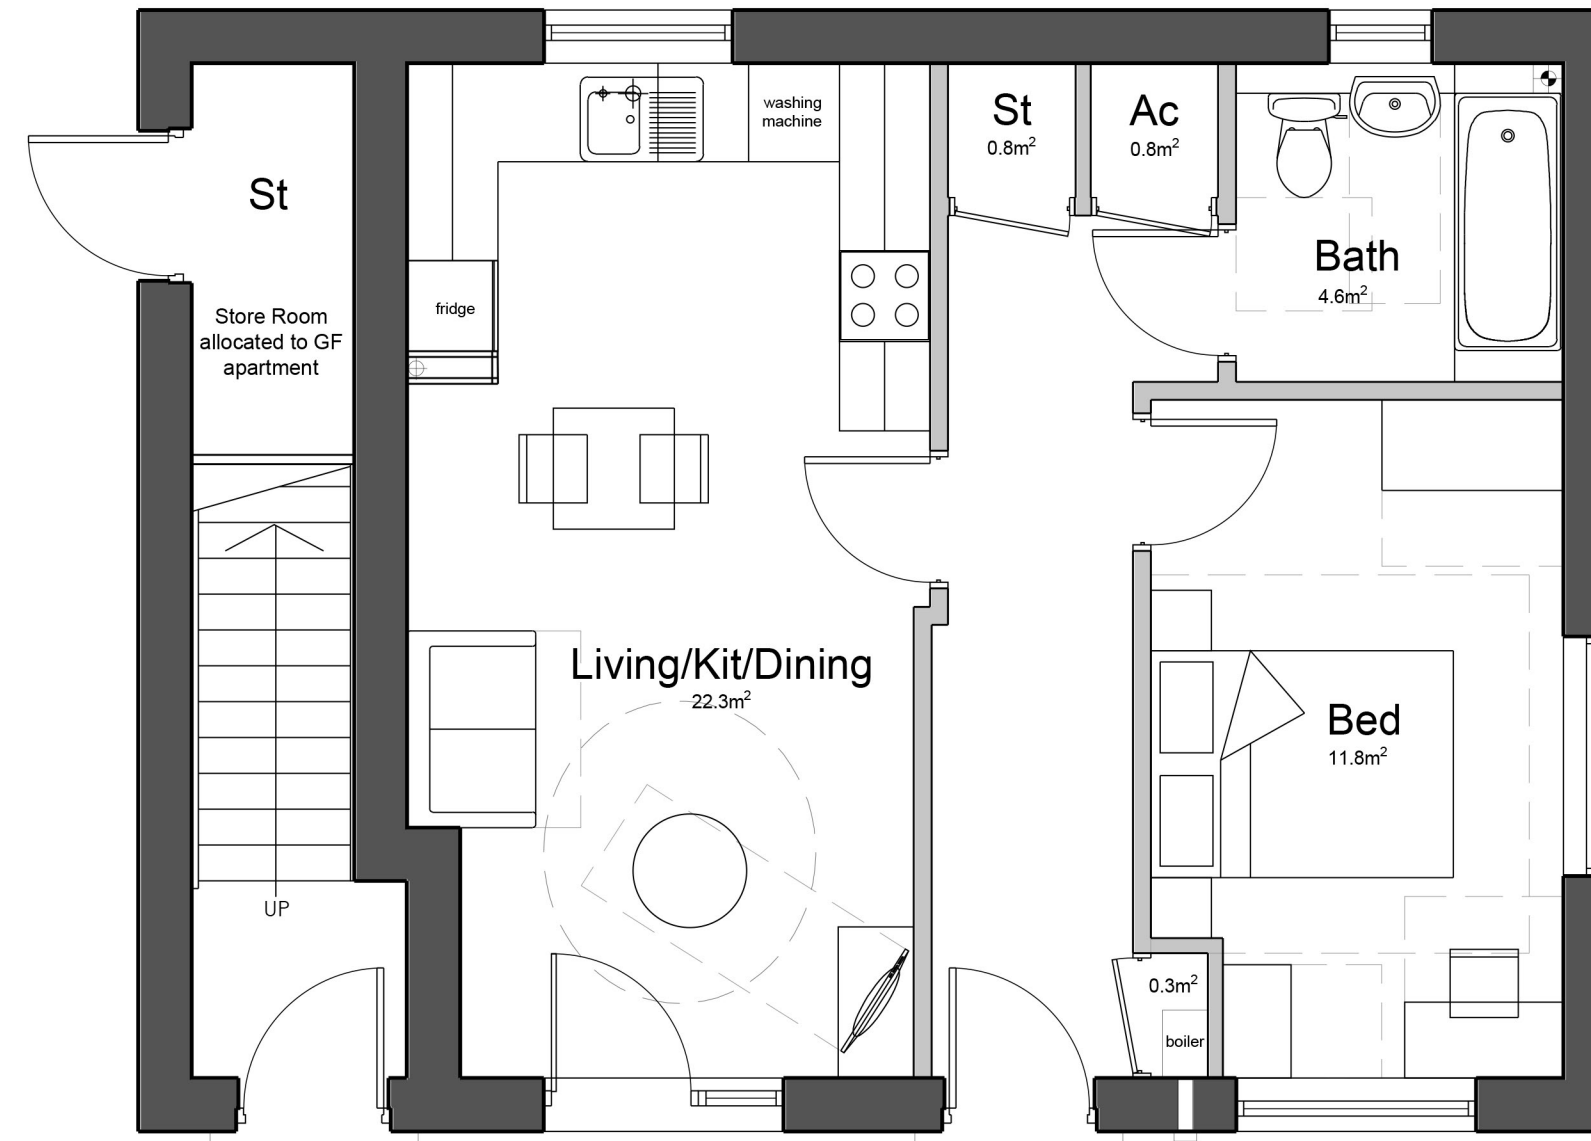 washing
machine
St
0.8m²
Ac
0.8m²
St
Bath
4.6m²
Store Room
allocated to GF
apartment
fridge
Living/Kit/Dining
22.3m²
Bed
11.8m²
UP
0.3m²
boiler